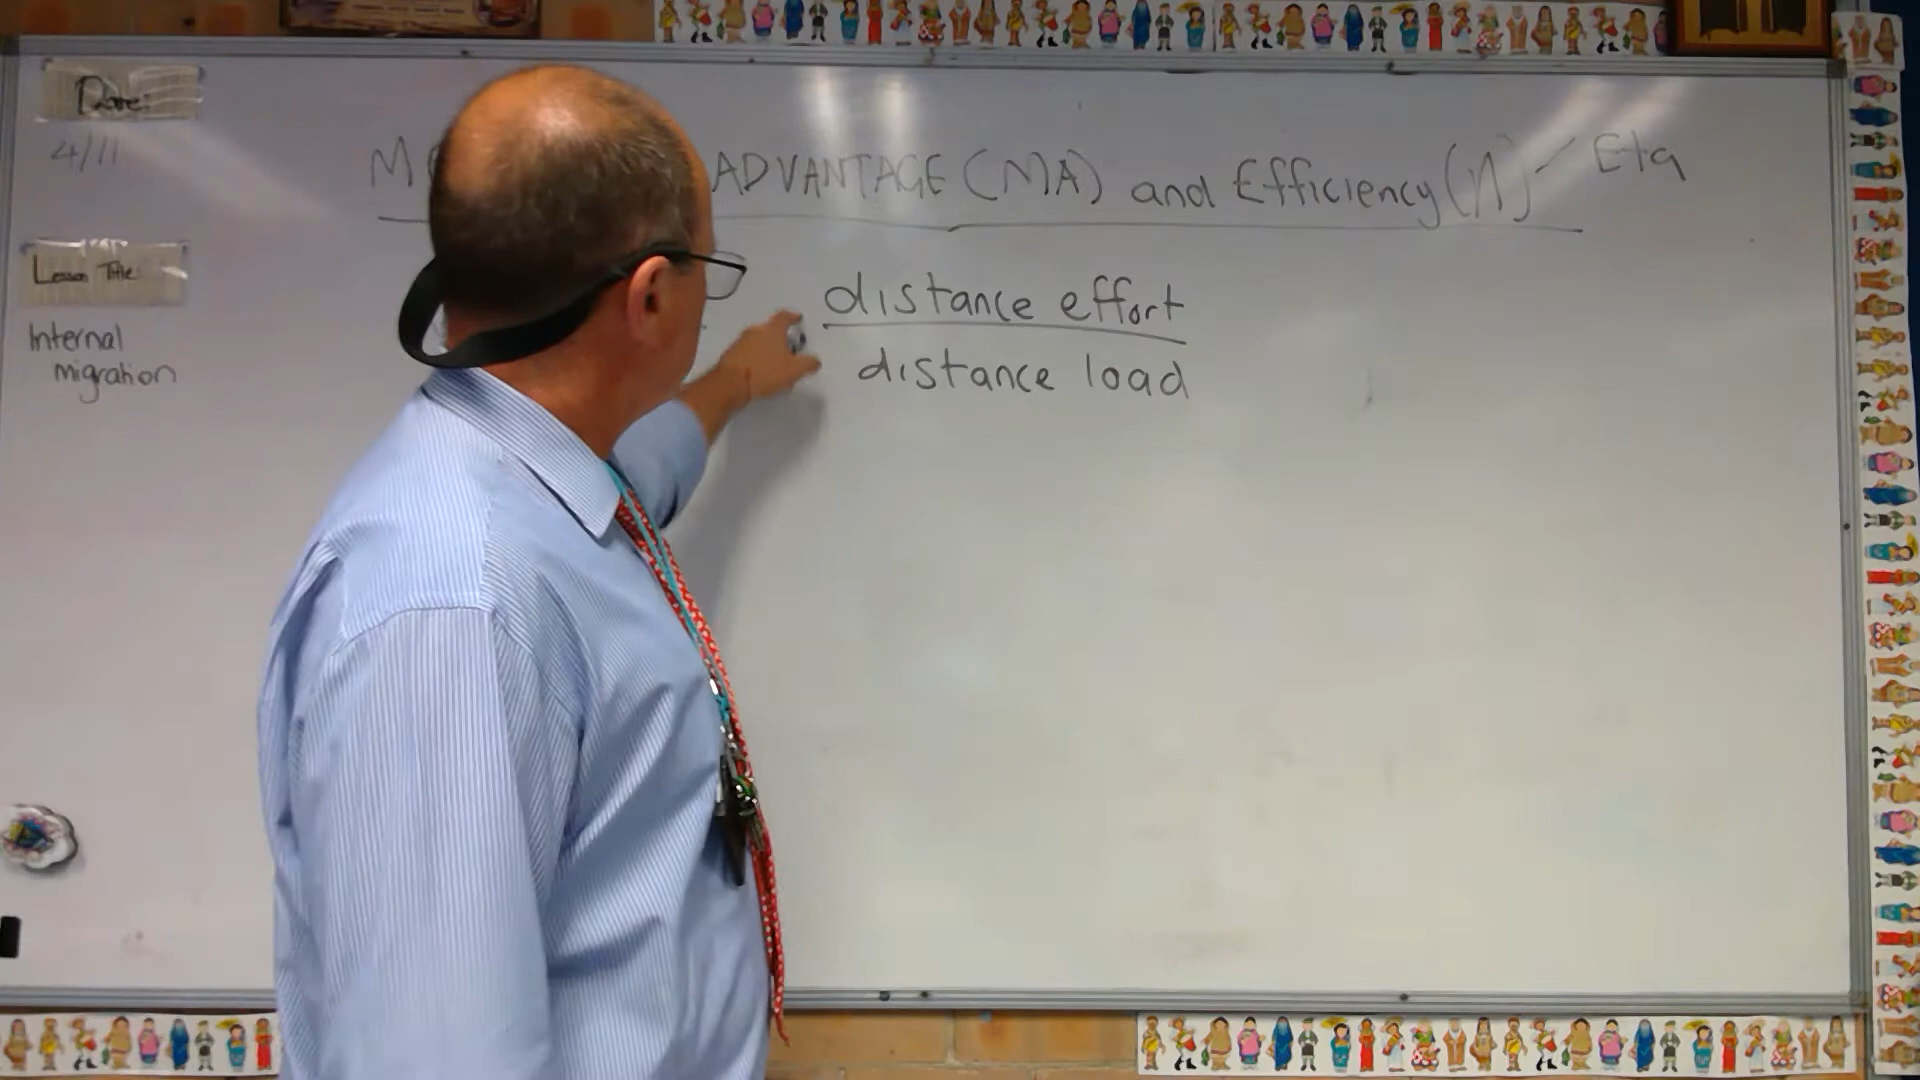 Date:
4/11
ADVANTAGE (MA) and Efficiency (η) - Eta
Lesson Title:
Internal
migration
distance effort
distance load